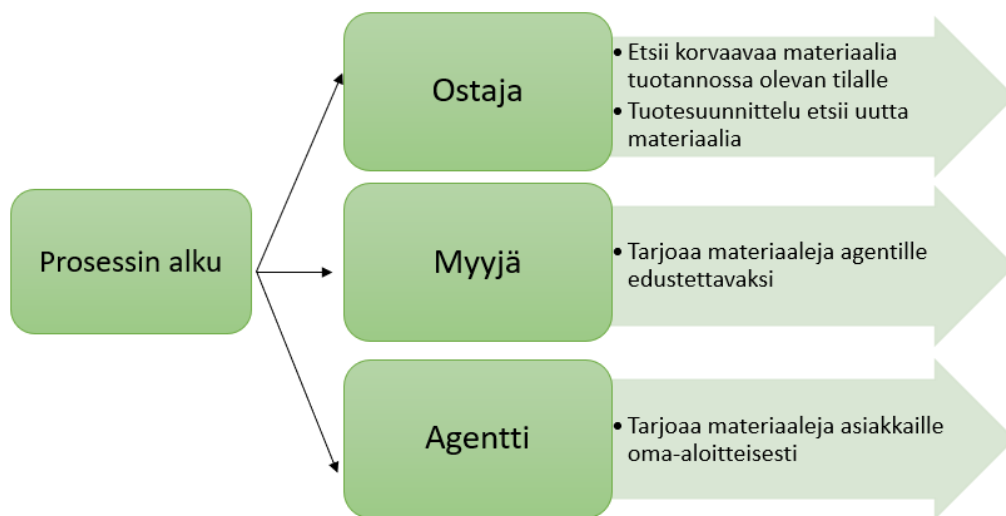 Prosessin alku
Ostaja
• Etsii korvaavaa materiaalia
tuotannossa olevan tilalle
• Tuotesuunnittelu etsii uutta
materiaalia
Myyjä
• Tarjoaa materiaaleja agentille
edustettavaksi
Agentti
• Tarjoaa materiaaleja asiakkaille
oma-aloitteisesti